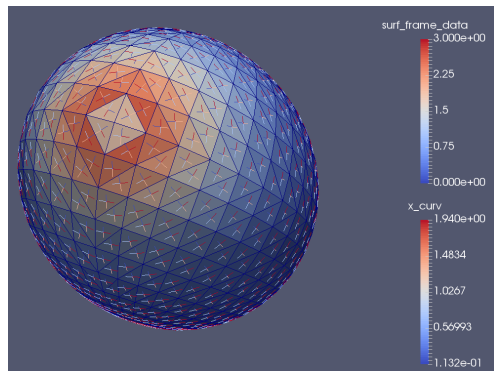 surf_frame_data
3.000e+00
2.25
1.5
0.75
0.000e+00
x_curv
1.940e+00
1.4834
1.0267
0.56993
1.132e-01